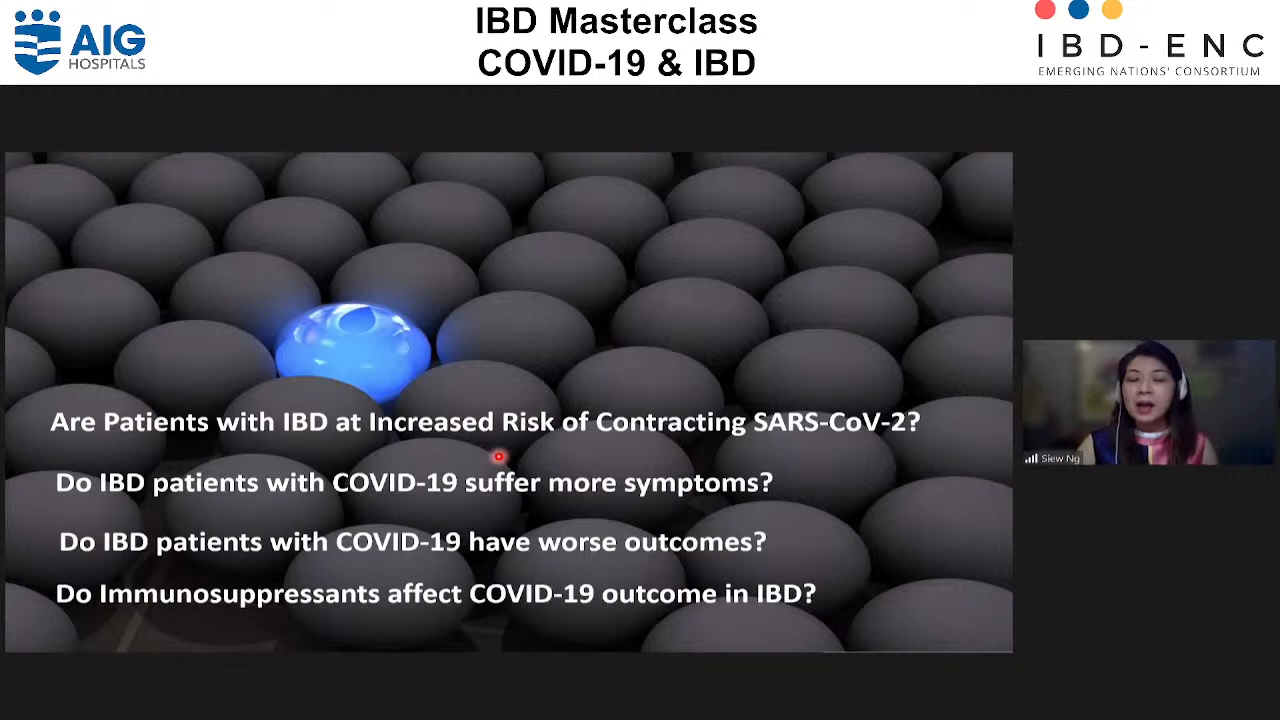 AIG
HOSPITALS
IBD Masterclass
COVID-19 & IBD
IBD-ENC
EMERGING NATIONS' CONSORTIUM
Are Patients with IBD at Increased Risk of Contracting SARS-CoV-2?
Do IBD patients with COVID-19 suffer more symptoms?
Do IBD patients with COVID-19 have worse outcomes?
Do Immunosuppressants affect COVID-19 outcome in IBD?
Siew Ng